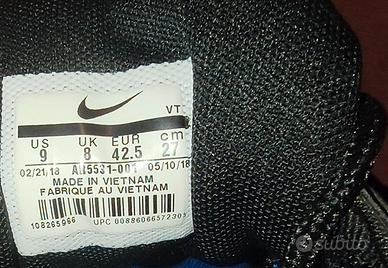 VT
US UK EUR cm
9 8 42.5 27
02/21/18 AH5531-001 05/10/18
MADE IN VIETNAM
FABRIQUE AU VIETNAM
108265966
UPC 00886066572305
subito